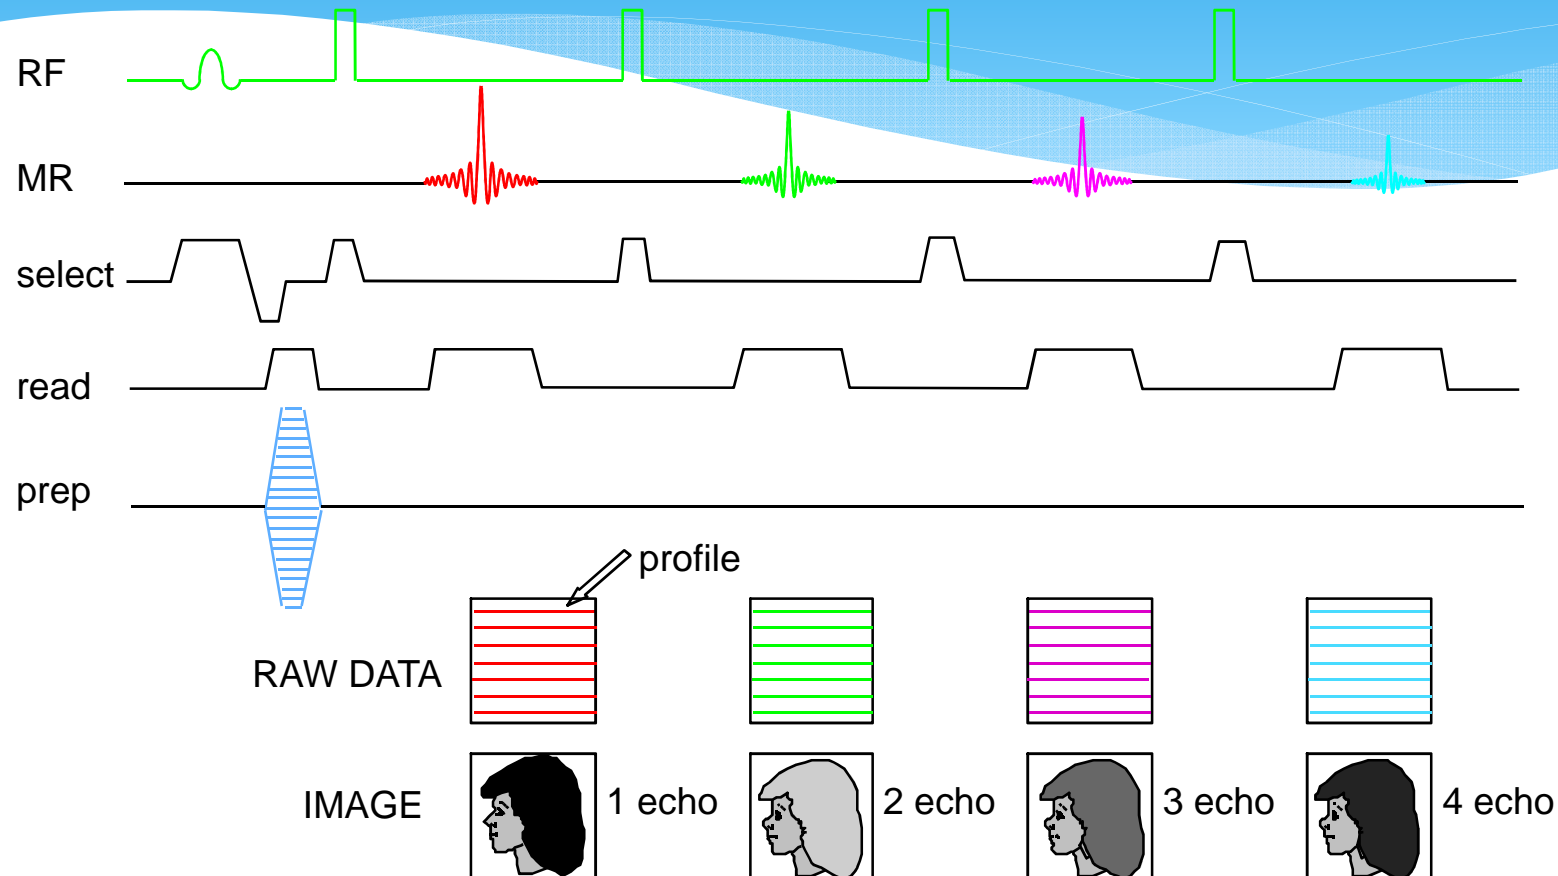 RF
MR
select
read
prep
profile
RAW DATA
IMAGE
1 echo
2 echo
3 echo
4 echo